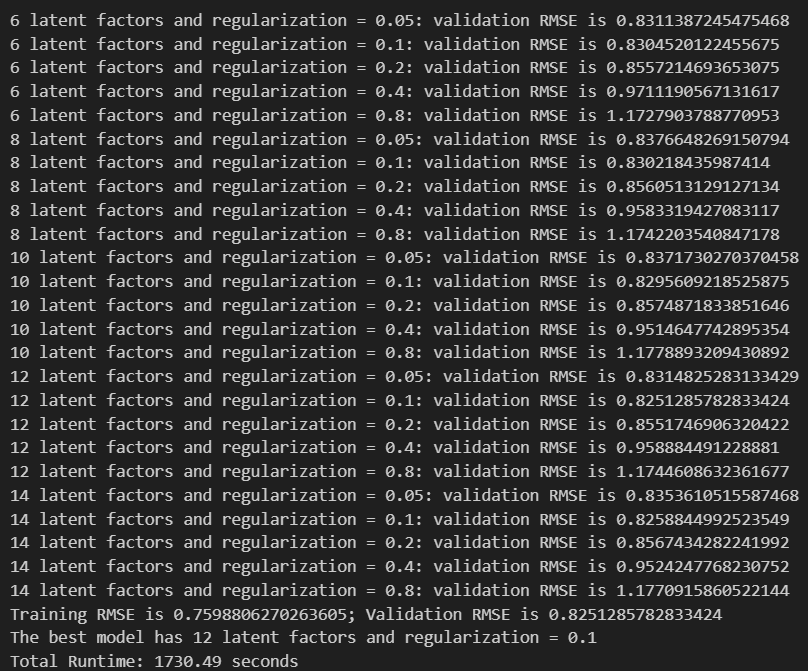 6 latent factors and regularization = 0.05: validation RMSE is 0.8311387245475468
6 latent factors and regularization = 0.1: validation RMSE is 0.8304520122455675
6 latent factors and regularization = 0.2: validation RMSE is 0.8557214693653075
6 latent factors and regularization = 0.4: validation RMSE is 0.9711190567131617
6 latent factors and regularization = 0.8: validation RMSE is 1.1727903788770953
8 latent factors and regularization = 0.05: validation RMSE is 0.8376648269150794
8 latent factors and regularization = 0.1: validation RMSE is 0.830218435987414
8 latent factors and regularization = 0.2: validation RMSE is 0.8560513129127134
8 latent factors and regularization = 0.4: validation RMSE is 0.9583319427083117
8 latent factors and regularization = 0.8: validation RMSE is 1.1742203540847178
10 latent factors and regularization = 0.05: validation RMSE is 0.8371730270370458
10 latent factors and regularization = 0.1: validation RMSE is 0.8295609218525875
10 latent factors and regularization = 0.2: validation RMSE is 0.8574871833851646
10 latent factors and regularization = 0.4: validation RMSE is 0.9514647742895354
10 latent factors and regularization = 0.8: validation RMSE is 1.1778893209430892
12 latent factors and regularization = 0.05: validation RMSE is 0.8314825283133429
12 latent factors and regularization = 0.1: validation RMSE is 0.8251285782833424
12 latent factors and regularization = 0.2: validation RMSE is 0.8551746906320422
12 latent factors and regularization = 0.4: validation RMSE is 0.958884491228881
12 latent factors and regularization = 0.8: validation RMSE is 1.1744608632361677
14 latent factors and regularization = 0.05: validation RMSE is 0.8353610515587468
14 latent factors and regularization = 0.1: validation RMSE is 0.8258844992523549
14 latent factors and regularization = 0.2: validation RMSE is 0.8567434282241992
14 latent factors and regularization = 0.4: validation RMSE is 0.9524247768230752
14 latent factors and regularization = 0.8: validation RMSE is 1.1770915860522144
Training RMSE is 0.7598806270263605; Validation RMSE is 0.8251285782833424
The best model has 12 latent factors and regularization = 0.1
Total Runtime: 1730.49 seconds